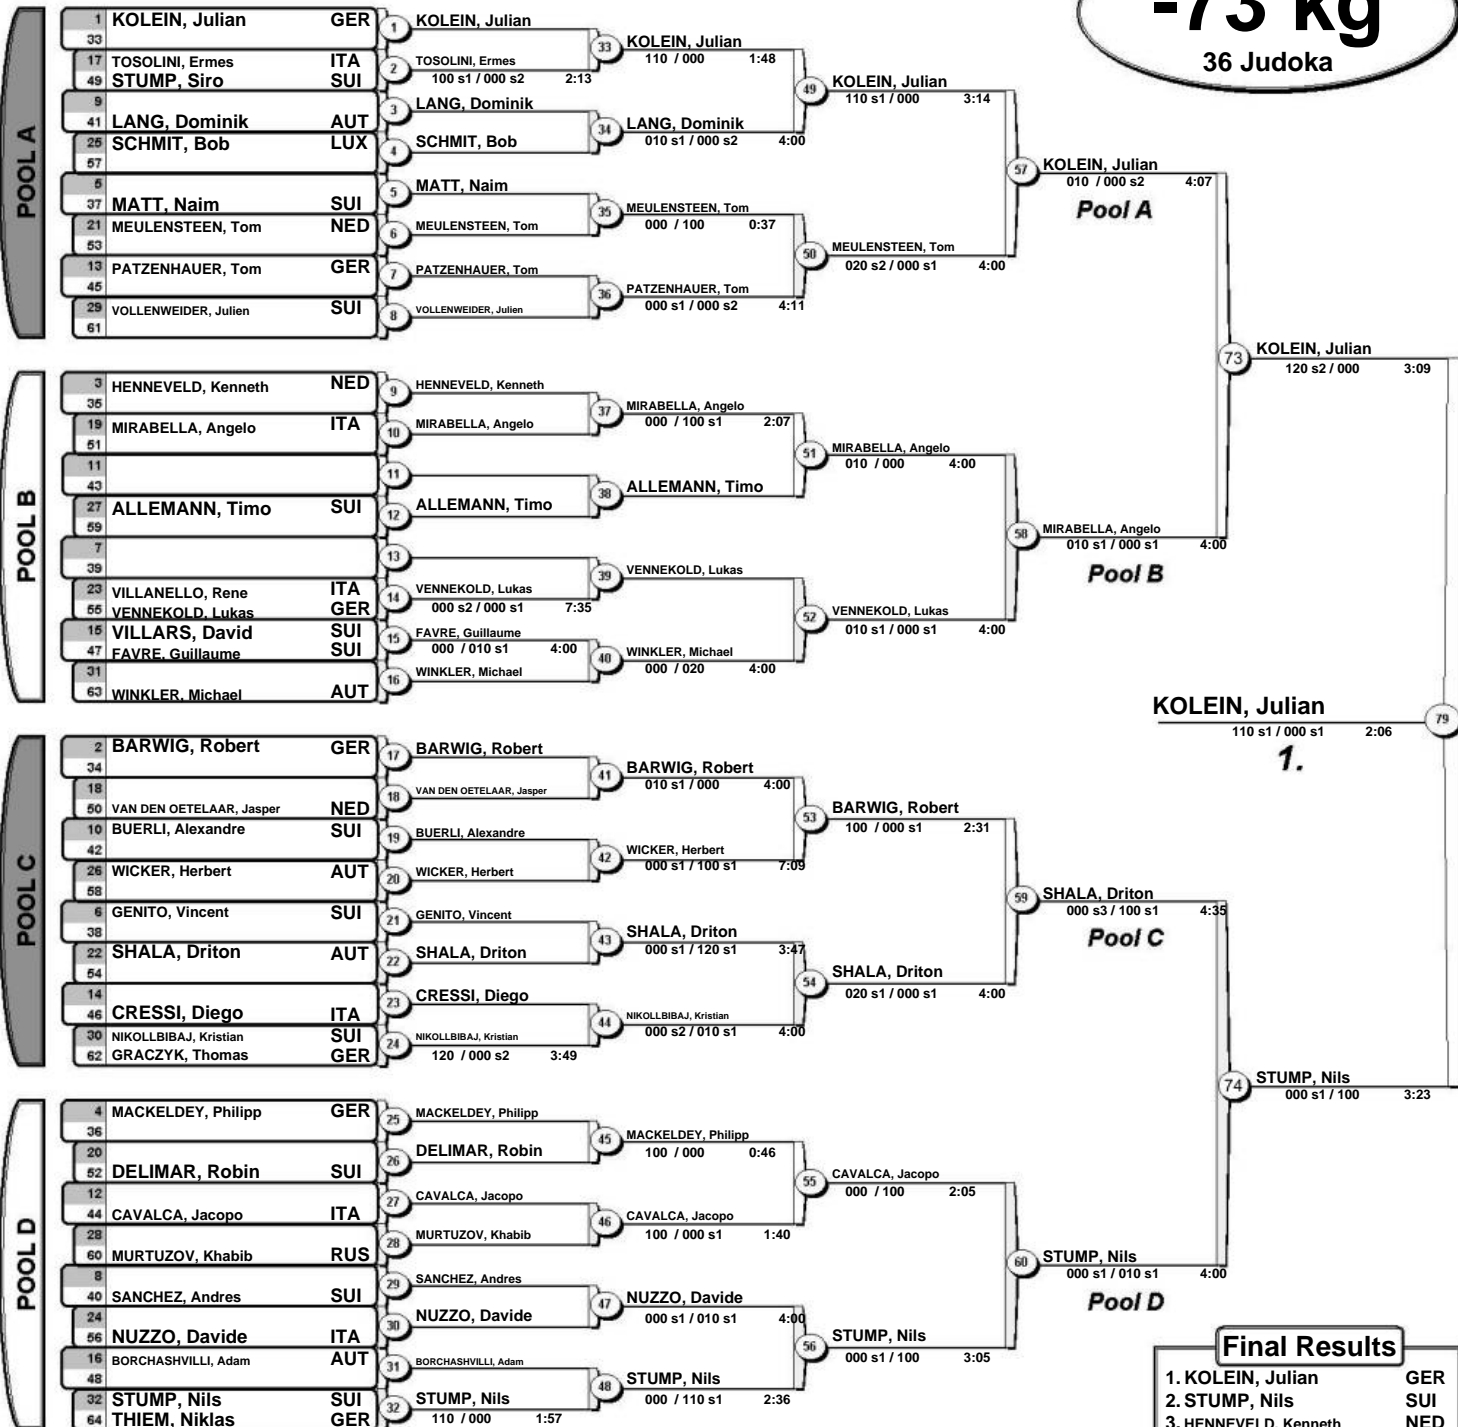 -73 kg
36 Judoka
POOL A
1 KOLEIN, Julian GER
33
17 TOSOLINI, Ermes ITA
49 STUMP, Siro SUI
9
41 LANG, Dominik AUT
25 SCHMIT, Bob LUX
57
5
37 MATT, Naim SUI
21 MEULENSTEEN, Tom NED
53
13 PATZENHAUER, Tom GER
45
29 VOLLENWEIDER, Julien SUI
61
1 KOLEIN, Julian
2 TOSOLINI, Ermes
100 s1 / 000 s2 2:13
3 LANG, Dominik
4 SCHMIT, Bob
5 MATT, Naim
6 MEULENSTEEN, Tom
7 PATZENHAUER, Tom
8 VOLLENWEIDER, Julien
33 KOLEIN, Julian
110 / 000 1:48
34 LANG, Dominik
010 s1 / 000 s2 4:00
35 MEULENSTEEN, Tom
000 / 100 0:37
36 PATZENHAUER, Tom
000 s1 / 000 s2 4:11
49 KOLEIN, Julian
110 s1 / 000 3:14
50 MEULENSTEEN, Tom
020 s2 / 000 s1 4:00
57 KOLEIN, Julian
010 / 000 s2 4:07
Pool A
POOL B
3 HENNEVELD, Kenneth NED
35
19 MIRABELLA, Angelo ITA
51
11
43
27 ALLEMANN, Timo SUI
59
7
39
23 VILLANELLO, Rene ITA
55 VENNEKOLD, Lukas GER
15 VILLARS, David SUI
47 FAVRE, Guillaume SUI
31
63 WINKLER, Michael AUT
9 HENNEVELD, Kenneth
10 MIRABELLA, Angelo
11
12 ALLEMANN, Timo
13
14 VENNEKOLD, Lukas
000 s2 / 000 s1 7:35
15 FAVRE, Guillaume
000 / 010 s1 4:00
16 WINKLER, Michael
37 MIRABELLA, Angelo
000 / 100 s1 2:07
38 ALLEMANN, Timo
39 VENNEKOLD, Lukas
40 WINKLER, Michael
000 / 020 4:00
51 MIRABELLA, Angelo
010 / 000 4:00
52 VENNEKOLD, Lukas
010 s1 / 000 s1 4:00
58 MIRABELLA, Angelo
010 s1 / 000 s1 4:00
Pool B
73 KOLEIN, Julian
120 s2 / 000 3:09
KOLEIN, Julian 79
110 s1 / 000 s1 2:06
1.
POOL C
2 BARWIG, Robert GER
34
18
50 VAN DEN OETELAAR, Jasper NED
10 BUERLI, Alexandre SUI
42
26 WICKER, Herbert AUT
58
6 GENITO, Vincent SUI
38
22 SHALA, Driton AUT
54
14
46 CRESSI, Diego ITA
30 NIKOLLBIBAJ, Kristian SUI
62 GRACZYK, Thomas GER
17 BARWIG, Robert
18 VAN DEN OETELAAR, Jasper
19 BUERLI, Alexandre
20 WICKER, Herbert
21 GENITO, Vincent
22 SHALA, Driton
23 CRESSI, Diego
24 NIKOLLBIBAJ, Kristian
120 / 000 s2 3:49
41 BARWIG, Robert
010 s1 / 000 4:00
42 WICKER, Herbert
000 s1 / 100 s1 7:09
43 SHALA, Driton
000 s1 / 120 s1 3:47
44 NIKOLLBIBAJ, Kristian
000 s2 / 010 s1 4:00
53 BARWIG, Robert
100 / 000 s1 2:31
54 SHALA, Driton
020 s1 / 000 s1 4:00
59 SHALA, Driton
000 s3 / 100 s1 4:35
Pool C
POOL D
4 MACKELDEY, Philipp GER
36
20
52 DELIMAR, Robin SUI
12
44 CAVALCA, Jacopo ITA
28
60 MURTUZOV, Khabib RUS
8
40 SANCHEZ, Andres SUI
24
56 NUZZO, Davide ITA
16 BORCHASHVILLI, Adam AUT
48
32 STUMP, Nils SUI
64 THIEM, Niklas GER
25 MACKELDEY, Philipp
26 DELIMAR, Robin
27 CAVALCA, Jacopo
28 MURTUZOV, Khabib
29 SANCHEZ, Andres
30 NUZZO, Davide
31 BORCHASHVILLI, Adam
32 STUMP, Nils
110 / 000 1:57
45 MACKELDEY, Philipp
100 / 000 0:46
46 CAVALCA, Jacopo
100 / 000 s1 1:40
47 NUZZO, Davide
000 s1 / 010 s1 4:00
48 STUMP, Nils
000 / 110 s1 2:36
55 CAVALCA, Jacopo
000 / 100 2:05
56 STUMP, Nils
000 s1 / 100 3:05
60 STUMP, Nils
000 s1 / 010 s1 4:00
Pool D
74 STUMP, Nils
000 s1 / 100 3:23
Final Results
1. KOLEIN, Julian GER
2. STUMP, Nils SUI
3. HENNEVELD, Kenneth NED